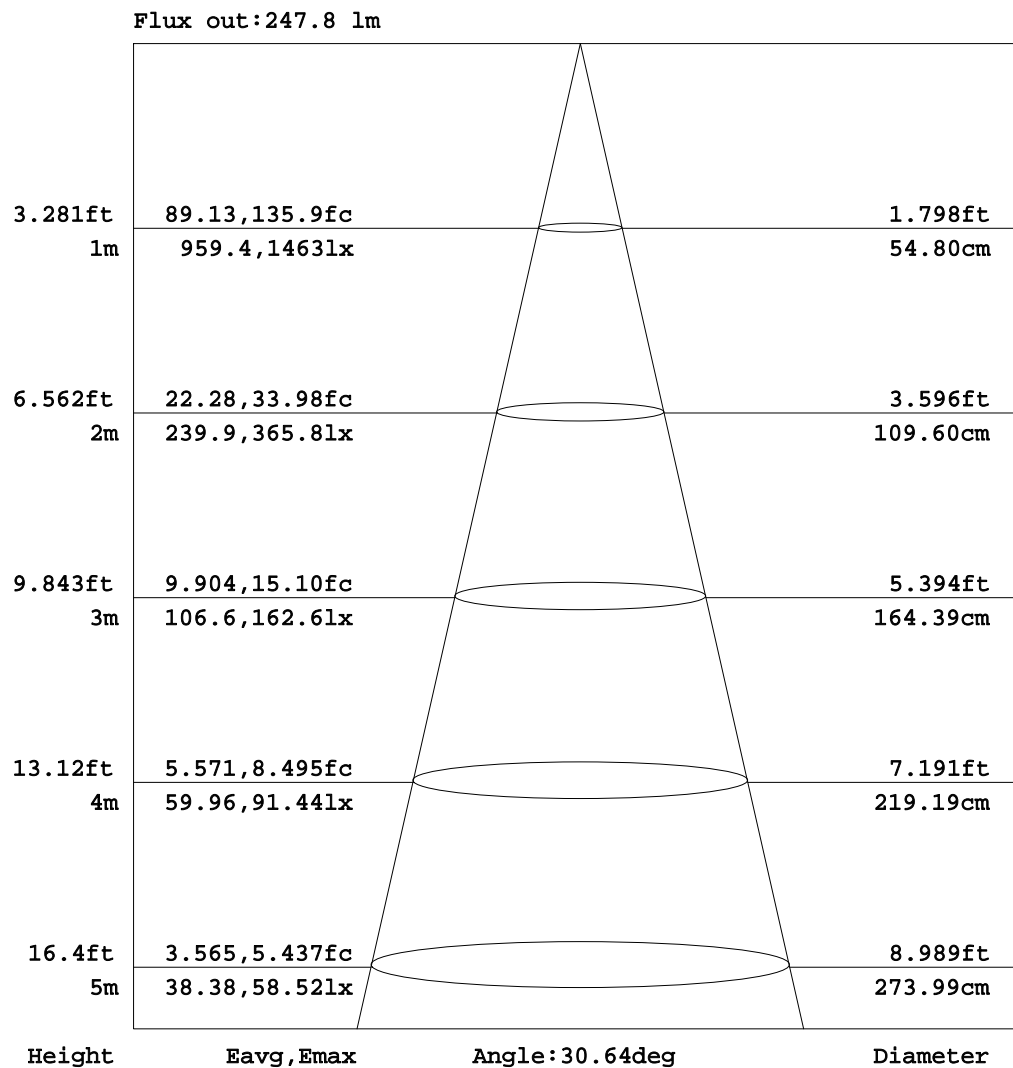 Flux out:247.8 lm
3.281ft 89.13,135.9fc 1.798ft
1m 959.4,1463lx 54.80cm
6.562ft 22.28,33.98fc 3.596ft
2m 239.9,365.8lx 109.60cm
9.843ft 9.904,15.10fc 5.394ft
3m 106.6,162.6lx 164.39cm
13.12ft 5.571,8.495fc 7.191ft
4m 59.96,91.44lx 219.19cm
16.4ft 3.565,5.437fc 8.989ft
5m 38.38,58.52lx 273.99cm
Height Eavg,Emax Angle:30.64deg Diameter